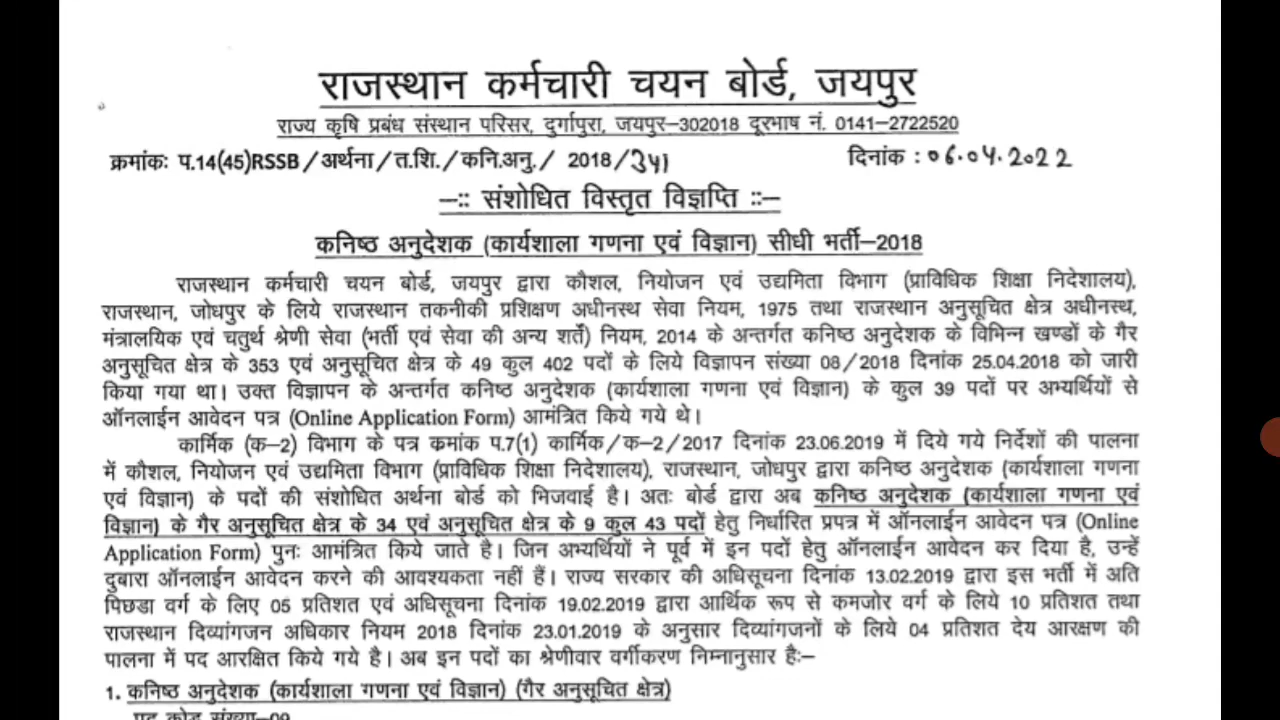 राजस्थान कर्मचारी चयन बोर्ड, जयपुर
राज्य कृषि प्रबंध संस्थान परिसर, दुर्गापुरा, जयपुर–302018 दूरभाष नं. 0141–2722520
क्रमांकः प.14(45)RSSB/अर्थना/त.शि./कनि.अनु./ 2018/341 दिनांक : 06.04.2022
–:: संशोधित विस्तृत विज्ञप्ति ::–
कनिष्ठ अनुदेशक (कार्यशाला गणना एवं विज्ञान) सीधी भर्ती–2018
राजस्थान कर्मचारी चयन बोर्ड, जयपुर द्वारा कौशल, नियोजन एवं उद्यमिता विभाग (प्राविधिक शिक्षा निदेशालय),
राजस्थान, जोधपुर के लिये राजस्थान तकनीकी प्रशिक्षण अधीनस्थ सेवा नियम, 1975 तथा राजस्थान अनुसूचित क्षेत्र अधीनस्थ,
मंत्रालयिक एवं चतुर्थ श्रेणी सेवा (भर्ती एवं सेवा की अन्य शर्तें) नियम, 2014 के अन्तर्गत कनिष्ठ अनुदेशक के विभिन्न खण्डों के गैर
अनुसूचित क्षेत्र के 353 एवं अनुसूचित क्षेत्र के 49 कुल 402 पदों के लिये विज्ञापन संख्या 08/2018 दिनांक 25.04.2018 को जारी
किया गया था। उक्त विज्ञापन के अन्तर्गत कनिष्ठ अनुदेशक (कार्यशाला गणना एवं विज्ञान) के कुल 39 पदों पर अभ्यर्थियों से
ऑनलाईन आवेदन पत्र (Online Application Form) आमंत्रित किये गये थे।
कार्मिक (क–2) विभाग के पत्र क्रमांक प.7(1) कार्मिक/क–2/2017 दिनांक 23.06.2019 में दिये गये निर्देशों की पालना
में कौशल, नियोजन एवं उद्यमिता विभाग (प्राविधिक शिक्षा निदेशालय), राजस्थान, जोधपुर द्वारा कनिष्ठ अनुदेशक (कार्यशाला गणना
एवं विज्ञान) के पदों की संशोधित अर्थना बोर्ड को भिजवाई है। अतः बोर्ड द्वारा अब कनिष्ठ अनुदेशक (कार्यशाला गणना एवं
विज्ञान) के गैर अनुसूचित क्षेत्र के 34 एवं अनुसूचित क्षेत्र के 9 कुल 43 पदों हेतु निर्धारित प्रपत्र में ऑनलाईन आवेदन पत्र (Online
Application Form) पुनः आमंत्रित किये जाते है। जिन अभ्यर्थियों ने पूर्व में इन पदों हेतु ऑनलाईन आवेदन कर दिया है, उन्हें
दुबारा ऑनलाईन आवेदन करने की आवश्यकता नहीं हैं। राज्य सरकार की अधिसूचना दिनांक 13.02.2019 द्वारा इस भर्ती में अति
पिछडा वर्ग के लिए 05 प्रतिशत एवं अधिसूचना दिनांक 19.02.2019 द्वारा आर्थिक रूप से कमजोर वर्ग के लिये 10 प्रतिशत तथा
राजस्थान दिव्यांगजन अधिकार नियम 2018 दिनांक 23.01.2019 के अनुसार दिव्यांगजनों के लिये 04 प्रतिशत देय आरक्षण की
पालना में पद आरक्षित किये गये है। अब इन पदों का श्रेणीवार वर्गीकरण निम्नानुसार हैः–
1. कनिष्ठ अनुदेशक (कार्यशाला गणना एवं विज्ञान) (गैर अनुसूचित क्षेत्र)
पद कोड संख्या–09